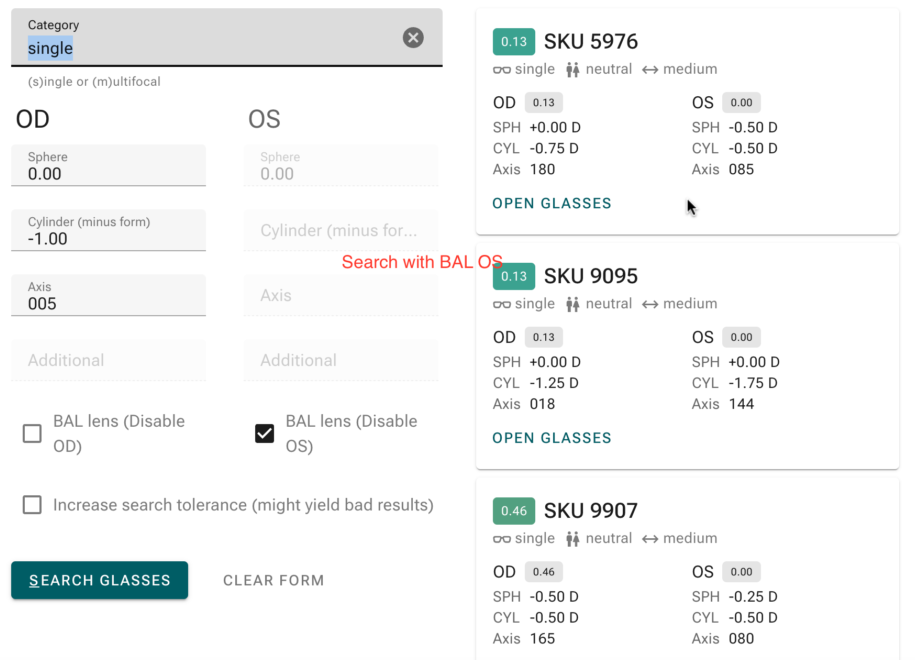 Category
single
(s)ingle or (m)ultifocal
OD
OS
Sphere
0.00
Sphere
0.00
Cylinder (minus form)
-1.00
Cylinder (minus for...
Axis
005
Axis
Additional
Additional
BAL lens (Disable
OD)
BAL lens (Disable
OS)
Increase search tolerance (might yield bad results)
SEARCH GLASSES
CLEAR FORM
Search with BAL OS
0.13 SKU 5976
single neutral medium
OD 0.13
SPH +0.00 D
CYL -0.75 D
Axis 180
OS 0.00
SPH -0.50 D
CYL -0.50 D
Axis 085
OPEN GLASSES
0.13 SKU 9095
single neutral medium
OD 0.13
SPH +0.00 D
CYL -1.25 D
Axis 018
OS 0.00
SPH +0.00 D
CYL -1.75 D
Axis 144
OPEN GLASSES
0.46 SKU 9907
single neutral medium
OD 0.46
SPH -0.50 D
CYL -0.50 D
Axis 165
OS 0.00
SPH -0.25 D
CYL -0.50 D
Axis 080